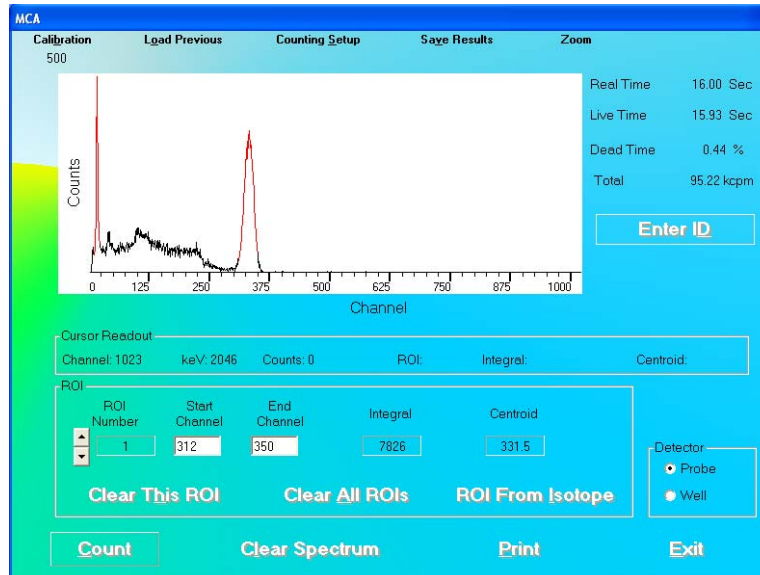 MCA
Calibration Load Previous Counting Setup Save Results Zoom
500
Counts
0 125 250 375 500 625 750 875 1000
Channel
Real Time 16.00 Sec
Live Time 15.93 Sec
Dead Time 0.44 %
Total 95.22 kcpm
Enter ID
Cursor Readout
Channel: 1023 keV: 2046 Counts: 0 ROI: Integral: Centroid:
ROI
ROI Number Start Channel End Channel Integral Centroid
1 312 350 7826 331.5
Clear This ROI Clear All ROIs ROI From Isotope
Detector
Probe
Well
Count Clear Spectrum Print Exit